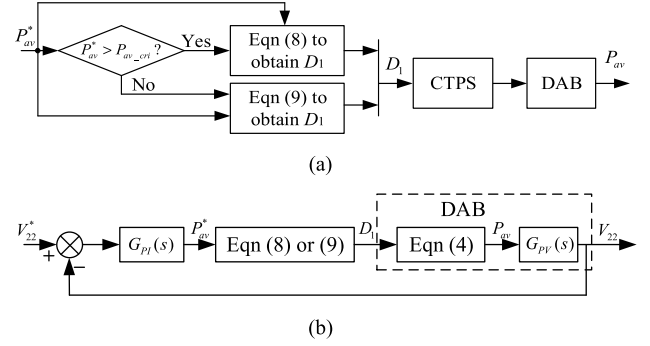 P*av
P*av > Pav_cri ?
Yes
No
Eqn (8) to
obtain D1
Eqn (9) to
obtain D1
D1
CTPS
DAB
Pav
(a)
V*22
+
−
GPI(s)
P*av
Eqn (8) or (9)
D1
DAB
Eqn (4)
Pav
GPV(s)
V22
(b)